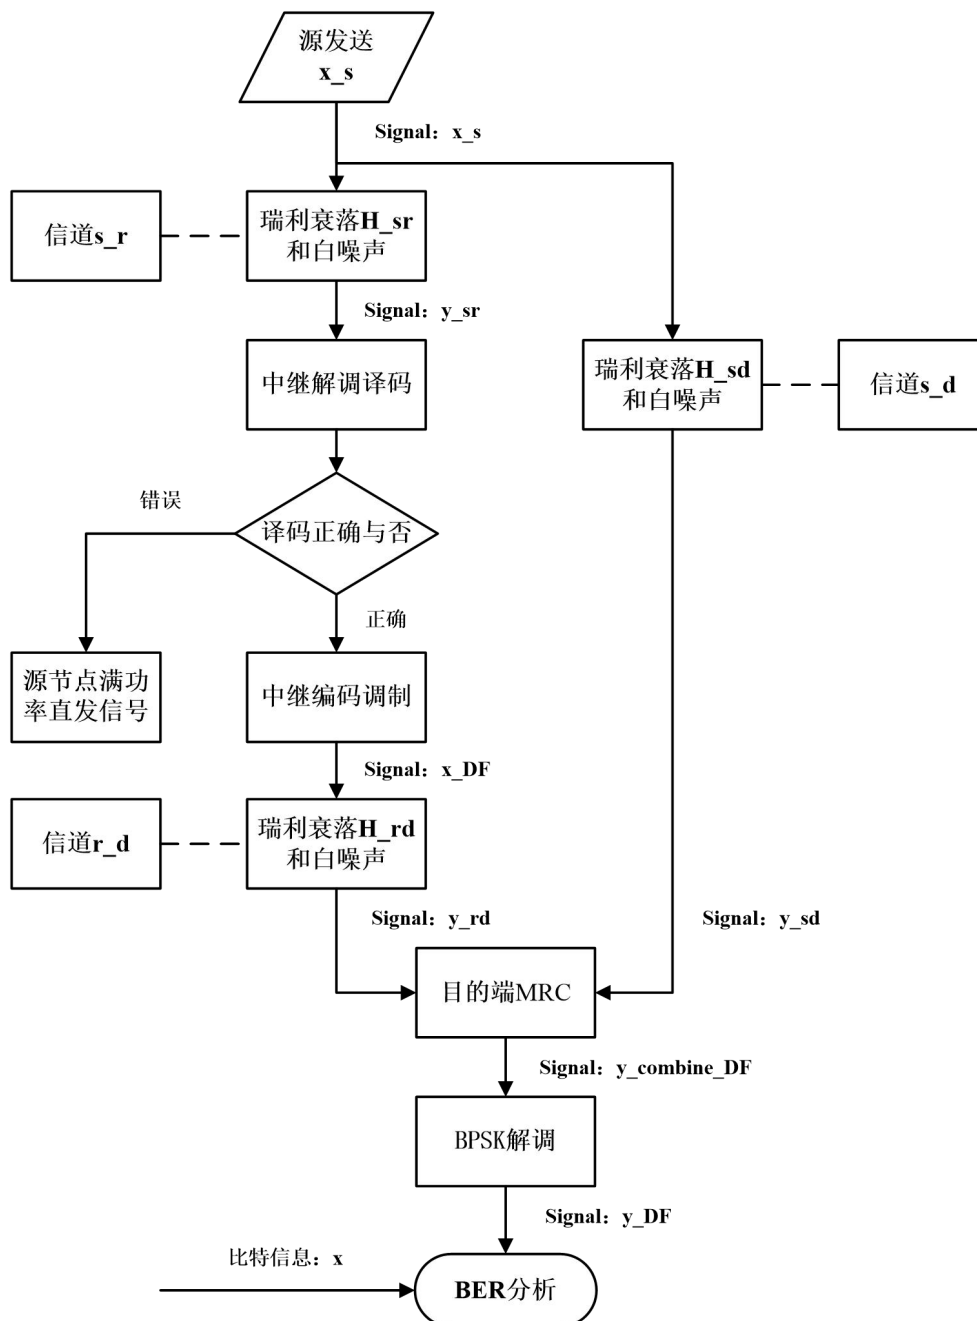 源发送
x_s
Signal：x_s
信道s_r
瑞利衰落H_sr
和白噪声
Signal：y_sr
中继解调译码
瑞利衰落H_sd
和白噪声
信道s_d
错误
译码正确与否
正确
源节点满功
率直发信号
中继编码调制
Signal：x_DF
信道r_d
瑞利衰落H_rd
和白噪声
Signal：y_rd
Signal：y_sd
目的端MRC
Signal：y_combine_DF
BPSK解调
Signal：y_DF
比特信息：x
BER分析